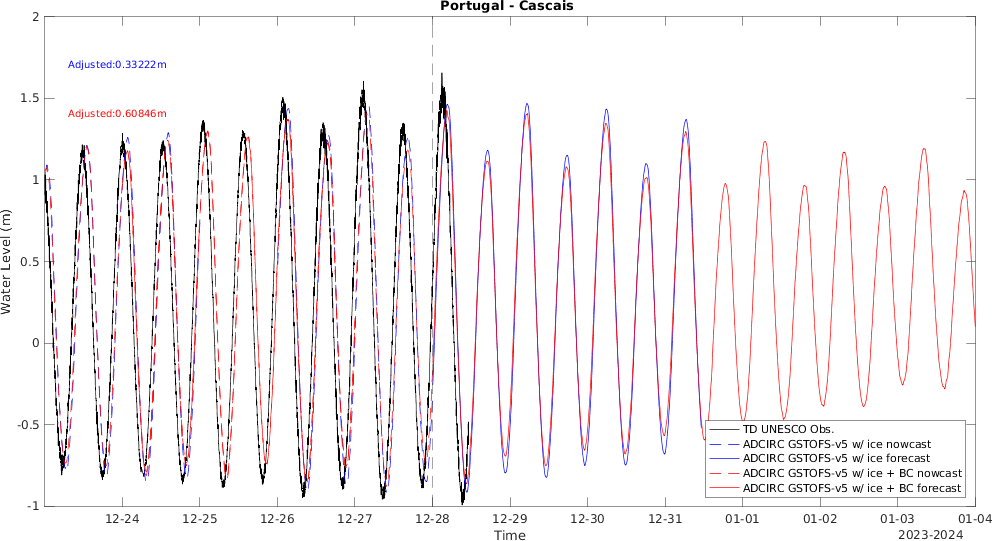 Portugal - Cascais
2
1.5
1
0.5
0
-0.5
-1
Water Level (m)
Adjusted:0.33222m
Adjusted:0.60846m
TD UNESCO Obs.
ADCIRC GSTOFS-v5 w/ ice nowcast
ADCIRC GSTOFS-v5 w/ ice forecast
ADCIRC GSTOFS-v5 w/ ice + BC nowcast
ADCIRC GSTOFS-v5 w/ ice + BC forecast
12-24 12-25 12-26 12-27 12-28 12-29 12-30 12-31 01-01 01-02 01-03 01-04
Time
2023-2024